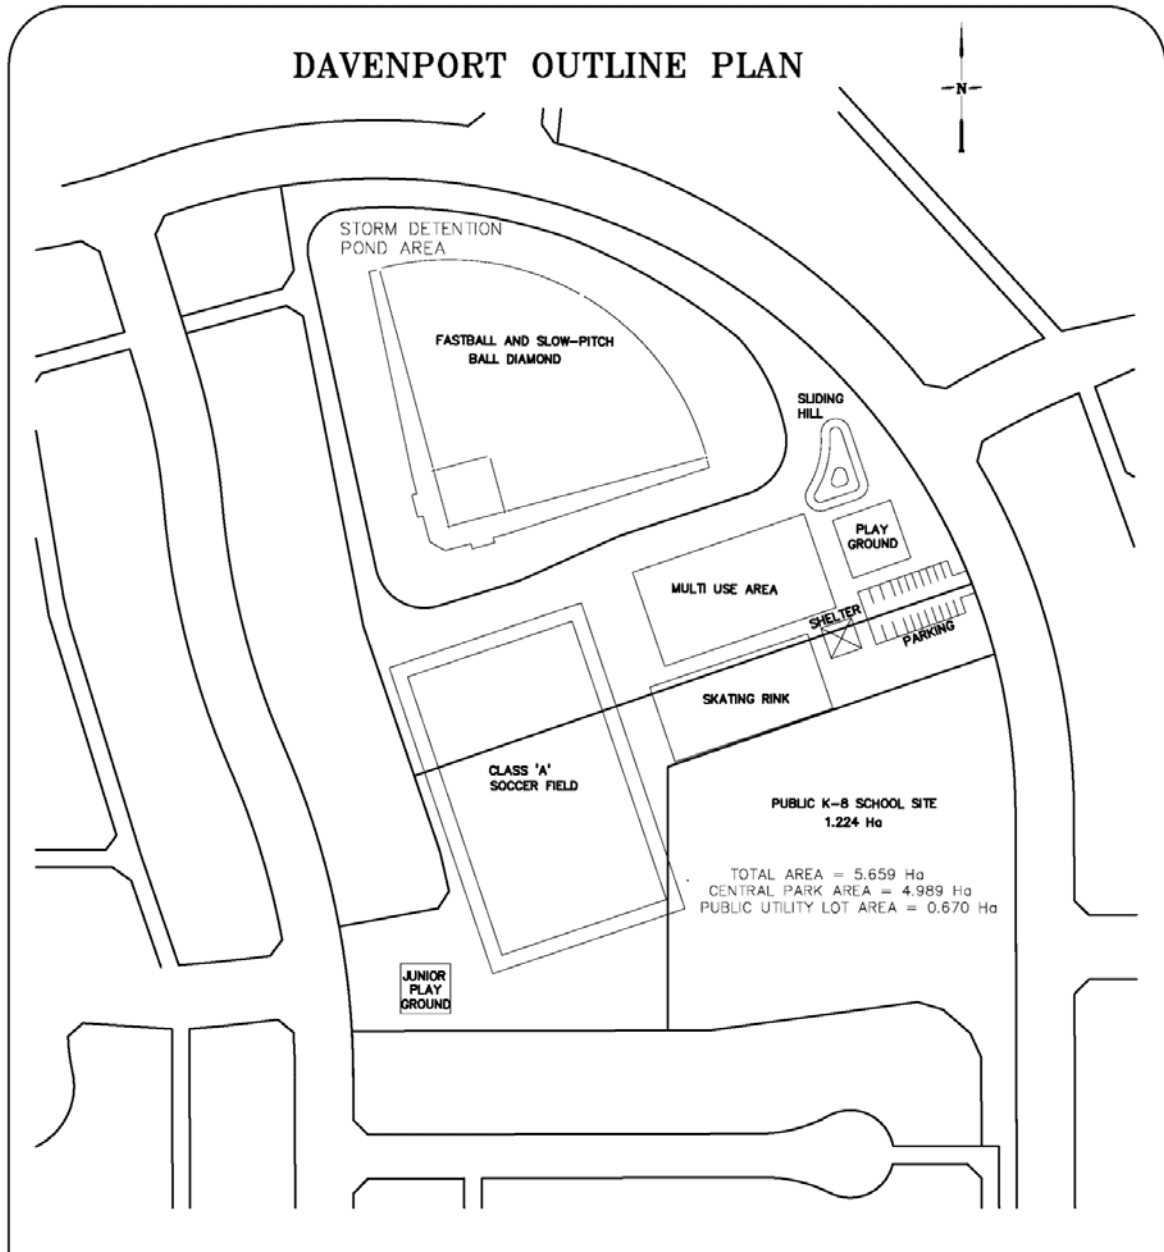 DAVENPORT OUTLINE PLAN
N
STORM DETENTION
POND AREA
FASTBALL AND SLOW-PITCH
BALL DIAMOND
SLIDING
HILL
PLAY
GROUND
MULTI USE AREA
SHELTER
PARKING
SKATING RINK
CLASS 'A'
SOCCER FIELD
PUBLIC K-8 SCHOOL SITE
1.224 Ha
TOTAL AREA = 5.659 Ha
CENTRAL PARK AREA = 4.989 Ha
PUBLIC UTILITY LOT AREA = 0.670 Ha
JUNIOR
PLAY
GROUND